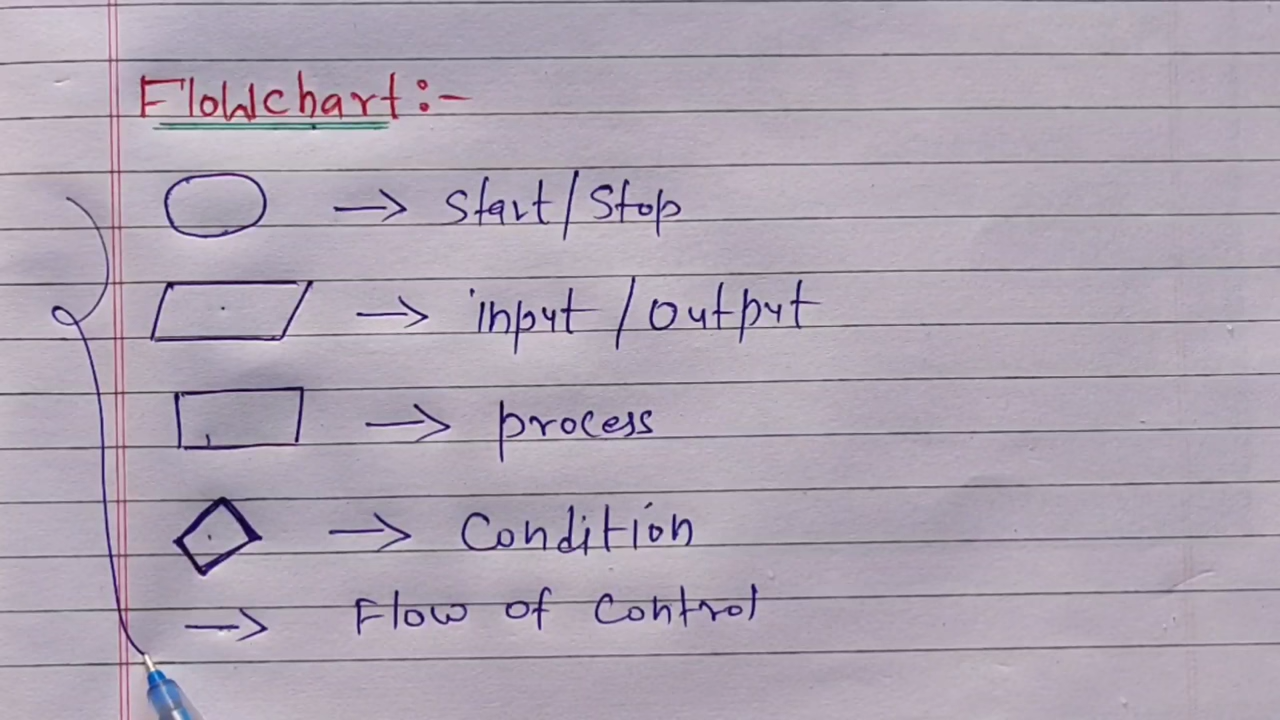 Flowchart:-
→ Start/Stop
→ input/output
→ process
→ Condition
→ Flow of control